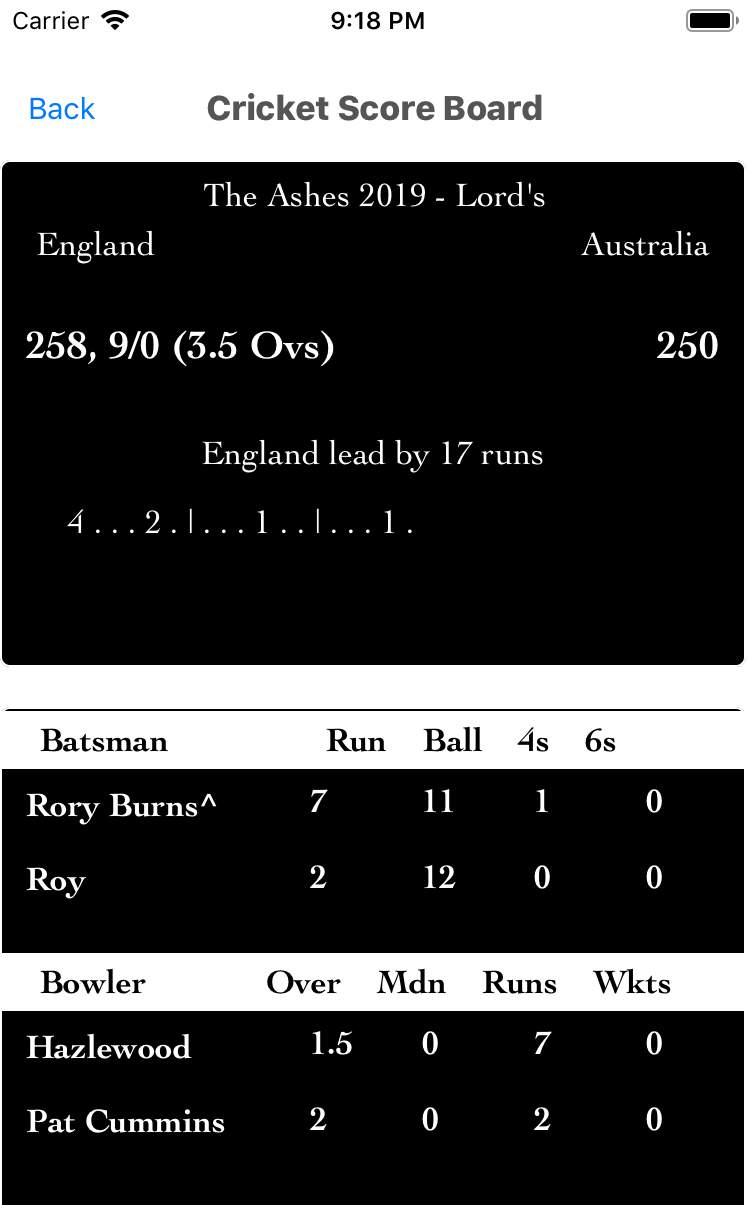 Carrier 9:18 PM
Back Cricket Score Board
The Ashes 2019 - Lord's
England Australia
258, 9/0 (3.5 Ovs) 250
England lead by 17 runs
4 . . . 2 . | . . . 1 . . | . . . 1 .
Batsman Run Ball 4s 6s
Rory Burns^ 7 11 1 0
Roy 2 12 0 0
Bowler Over Mdn Runs Wkts
Hazlewood 1.5 0 7 0
Pat Cummins 2 0 2 0